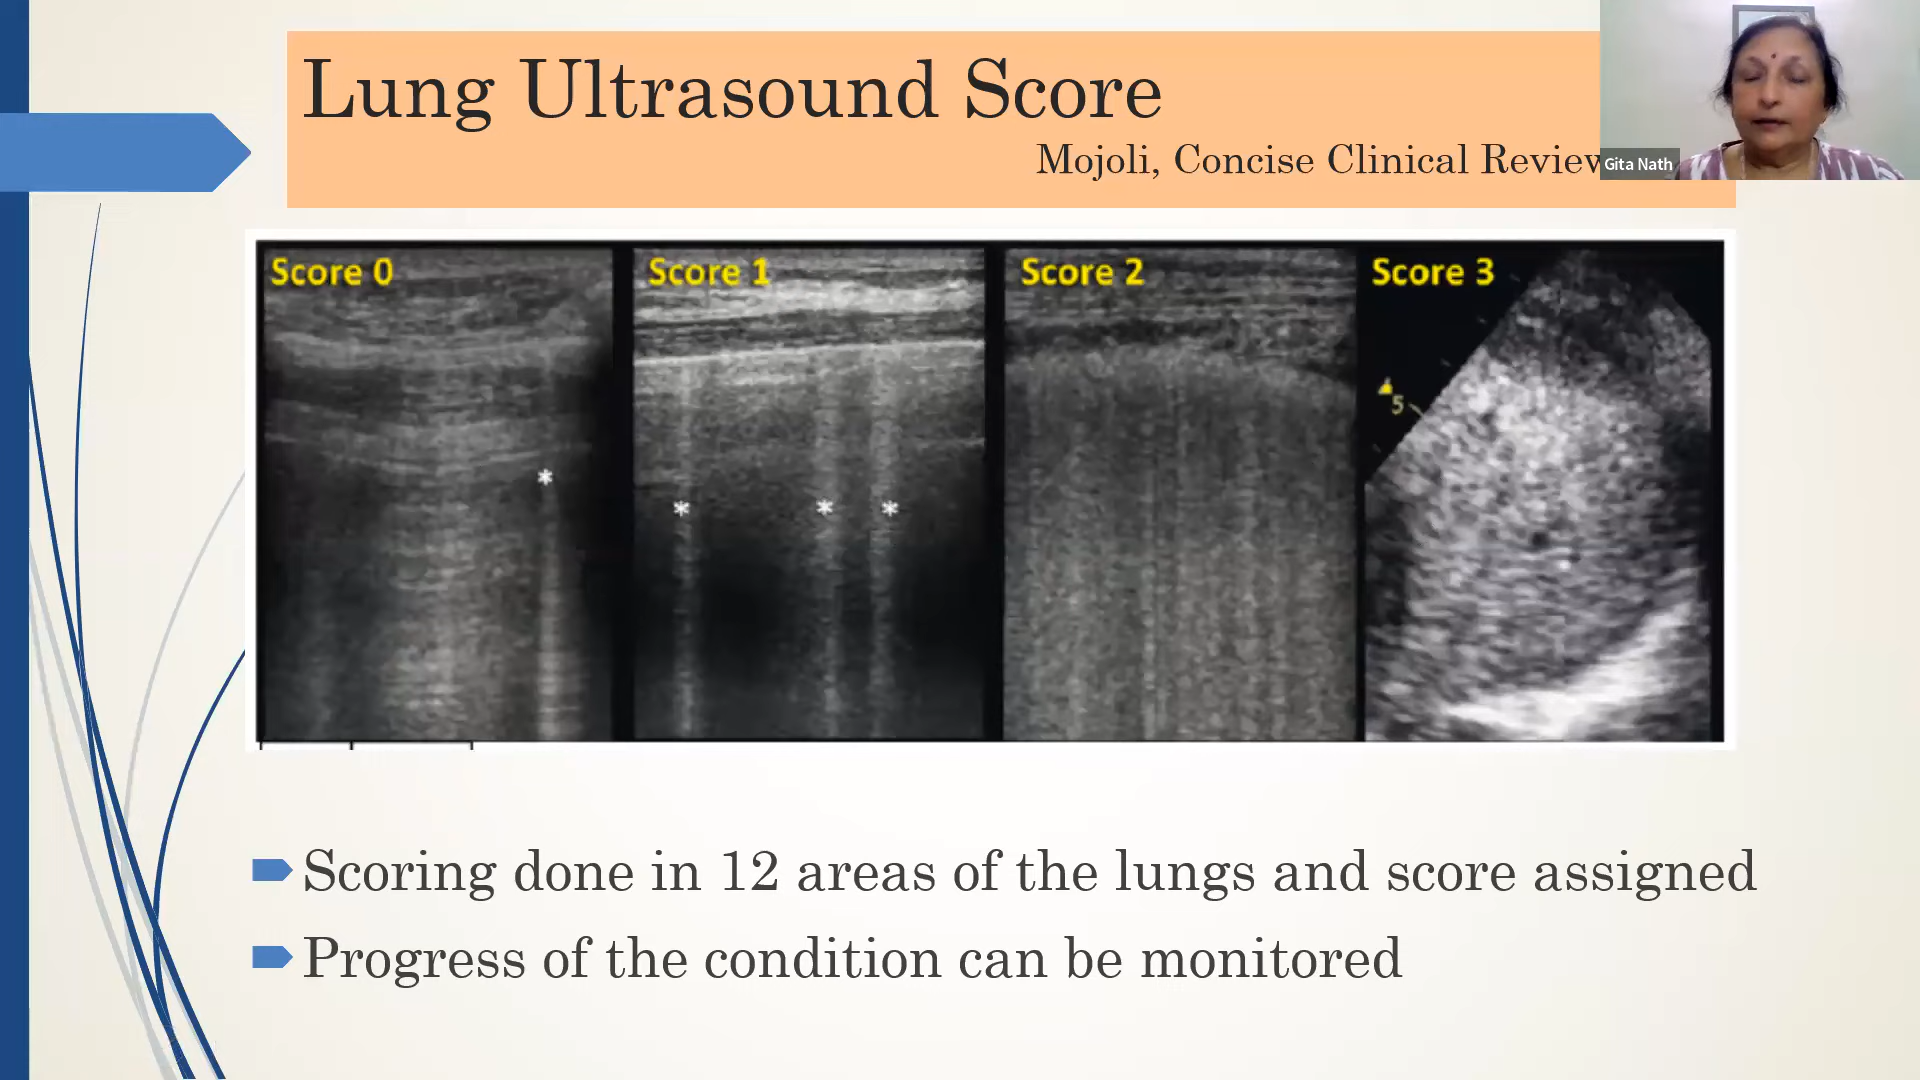 Lung Ultrasound Score
Mojoli, Concise Clinical Review
Gita Nath
Score 0
Score 1
Score 2
Score 3
5
*
* * *
Scoring done in 12 areas of the lungs and score assigned
Progress of the condition can be monitored